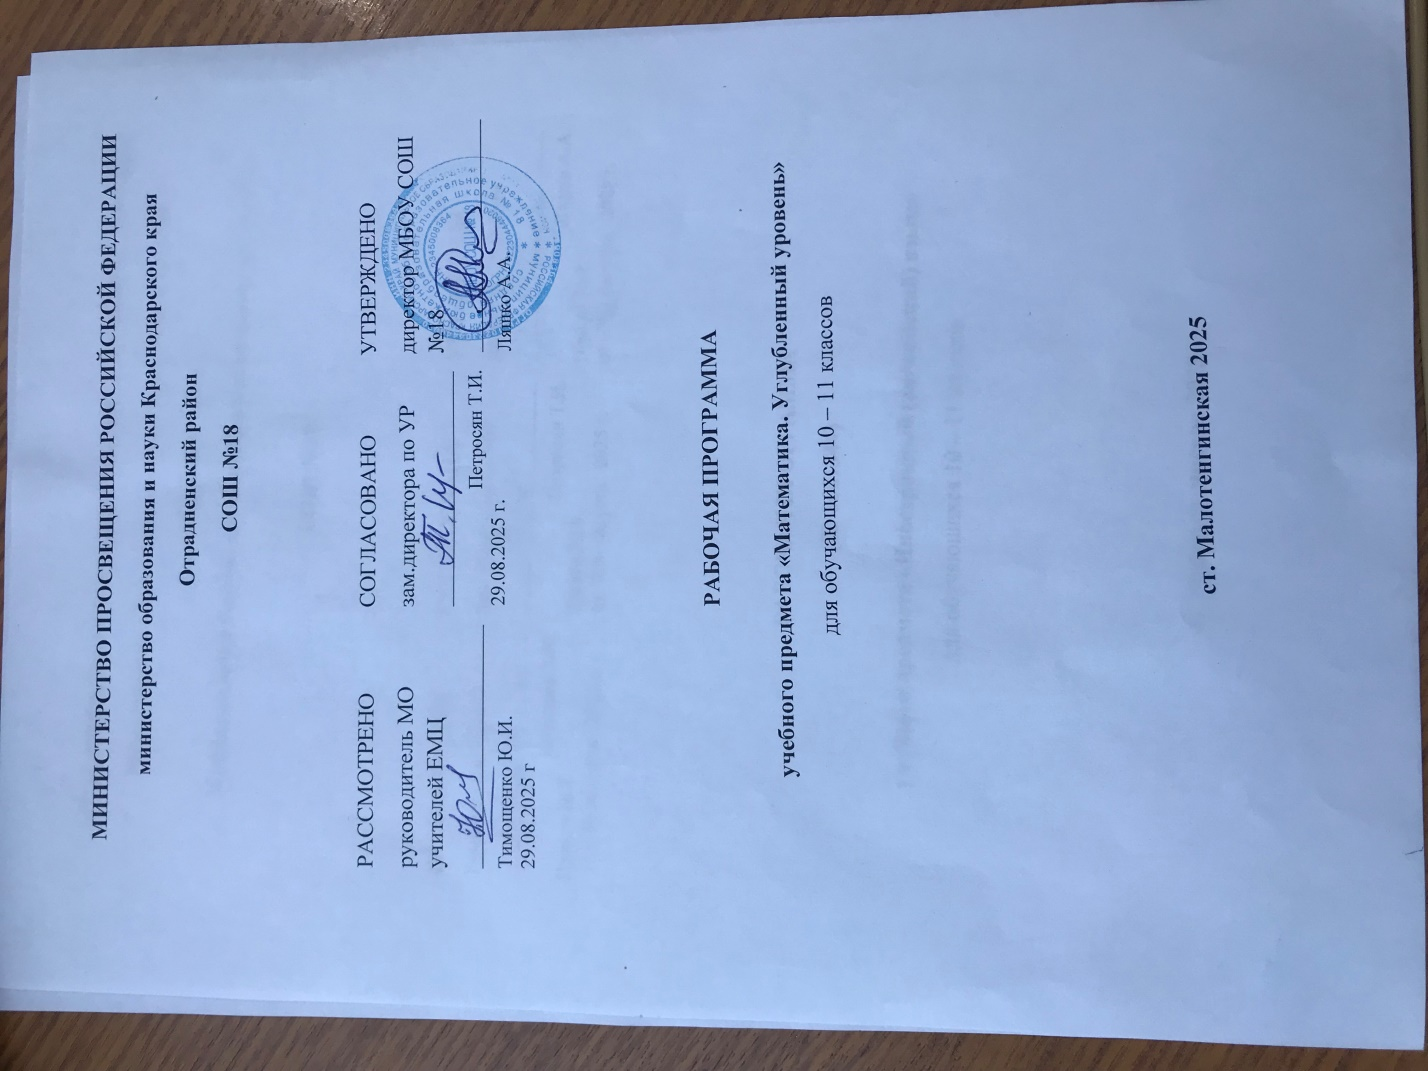 МИНИСТЕРСТВО ПРОСВЕЩЕНИЯ РОССИЙСКОЙ ФЕДЕРАЦИИ
министерство образования и науки Краснодарского края
Отрадненский район
СОШ №18
РАССМОТРЕНО
руководитель МО
учителей ЕМЦ
Тимощенко Ю.И.
29.08.2025 г
СОГЛАСОВАНО
зам.директора по УР
Петросян Т.И.
29.08.2025 г.
УТВЕРЖДЕНО
директор МБОУ СОШ
№18
Ляшко А.А.
РАБОЧАЯ ПРОГРАММА
учебного предмета «Математика. Углубленный уровень»
для обучающихся 10 – 11 классов
ст. Малотенгинская 2025